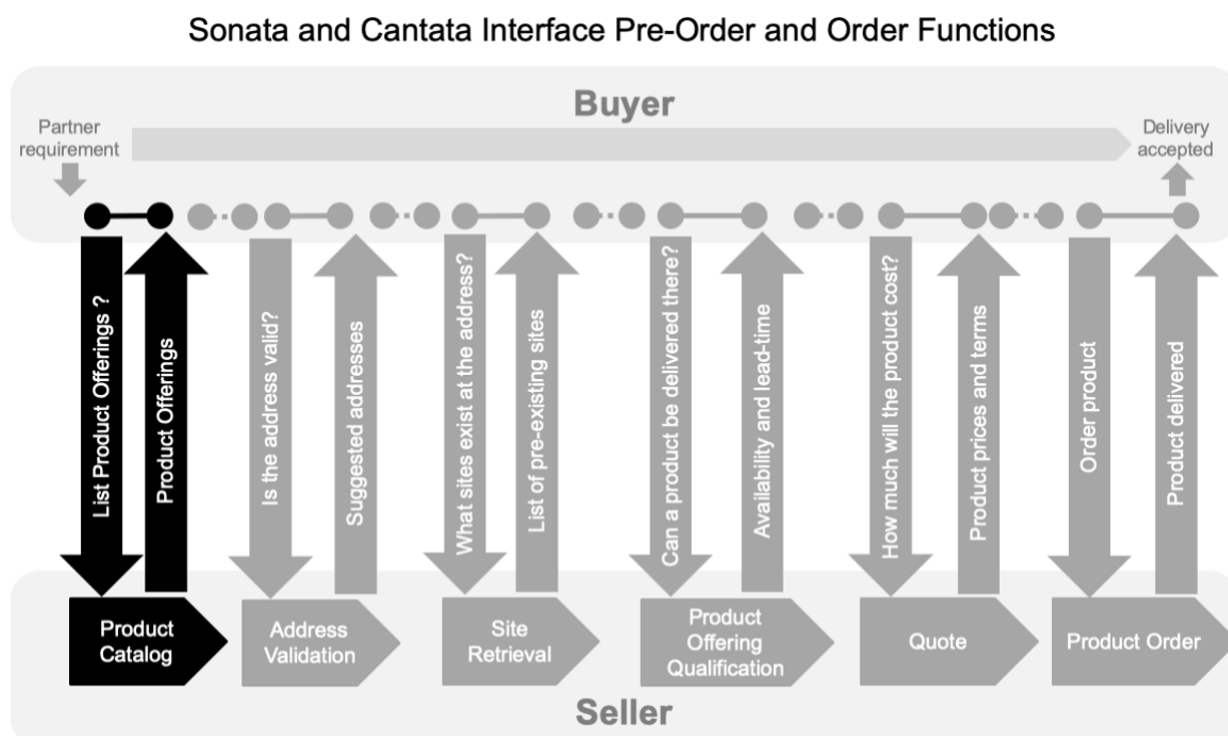 Sonata and Cantata Interface Pre-Order and Order Functions
Buyer
Partner
requirement
Delivery
accepted
List Product Offerings ?
Product Offerings
Is the address valid?
Suggested addresses
What sites exist at the address?
List of pre-existing sites
Can a product be delivered there?
Availability and lead-time
How much will the product cost?
Product prices and terms
Order product
Product delivered
Product
Catalog
Address
Validation
Site
Retrieval
Product
Offering
Qualification
Quote
Product Order
Seller